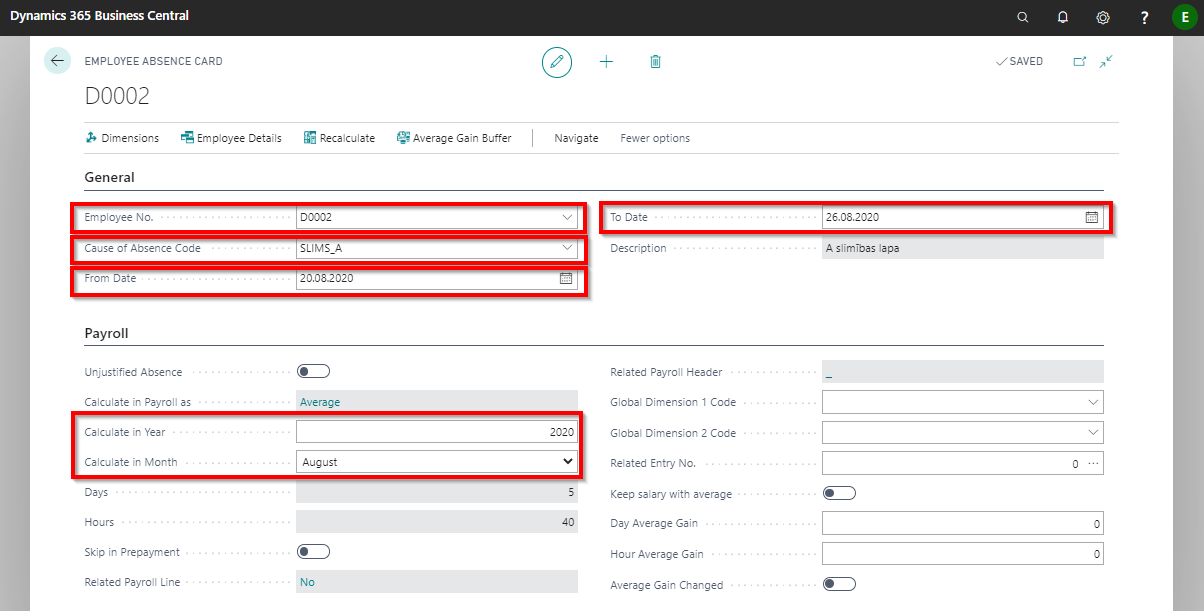 Dynamics 365 Business Central
?
E
EMPLOYEE ABSENCE CARD
SAVED
D0002
Dimensions
Employee Details
Recalculate
Average Gain Buffer
Navigate
Fewer options
General
Employee No.
D0002
Cause of Absence Code
SLIMS_A
From Date
20.08.2020
To Date
26.08.2020
Description
A slimības lapa
Payroll
Unjustified Absence
Calculate in Payroll as
Average
Calculate in Year
2020
Calculate in Month
August
Days
5
Hours
40
Skip in Prepayment
Related Payroll Line
No
Related Payroll Header
_
Global Dimension 1 Code
Global Dimension 2 Code
Related Entry No.
0 ...
Keep salary with average
Day Average Gain
0
Hour Average Gain
0
Average Gain Changed